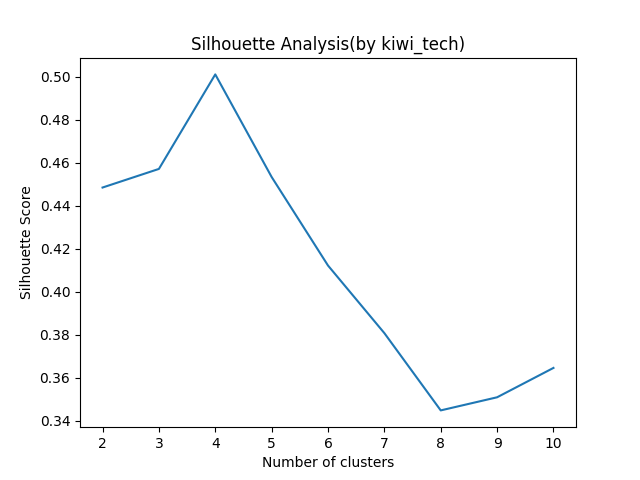 Silhouette Analysis(by kiwi_tech)
0.50
0.48
0.46
0.44
0.42
0.40
0.38
0.36
0.34
Silhouette Score
2 3 4 5 6 7 8 9 10
Number of clusters